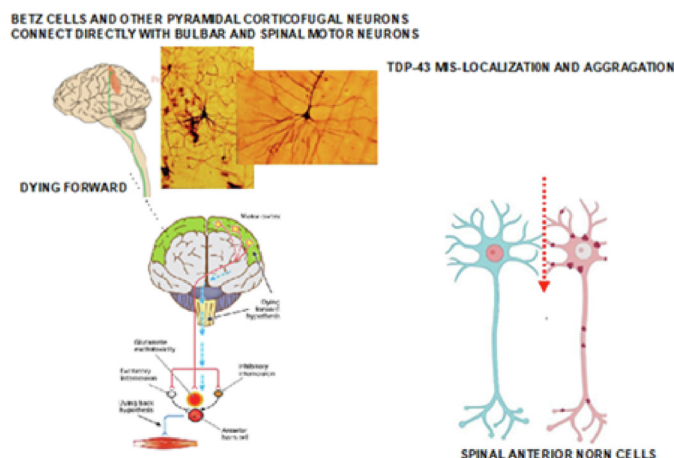 BETZ CELLS AND OTHER PYRAMIDAL CORTICOFUGAL NEURONS
CONNECT DIRECTLY WITH BULBAR AND SPINAL MOTOR NEURONS
TDP-43 MIS-LOCALIZATION AND AGGRAGATION
DYING FORWARD
Motor cortex
Dying
forward
hypothesis
Glutamate
excitotoxicity
Excitatory
interneuron
Inhibitory
interneuron
Dying back
hypothesis
Anterior
horn cell
SPINAL ANTERIOR NORN CELLS